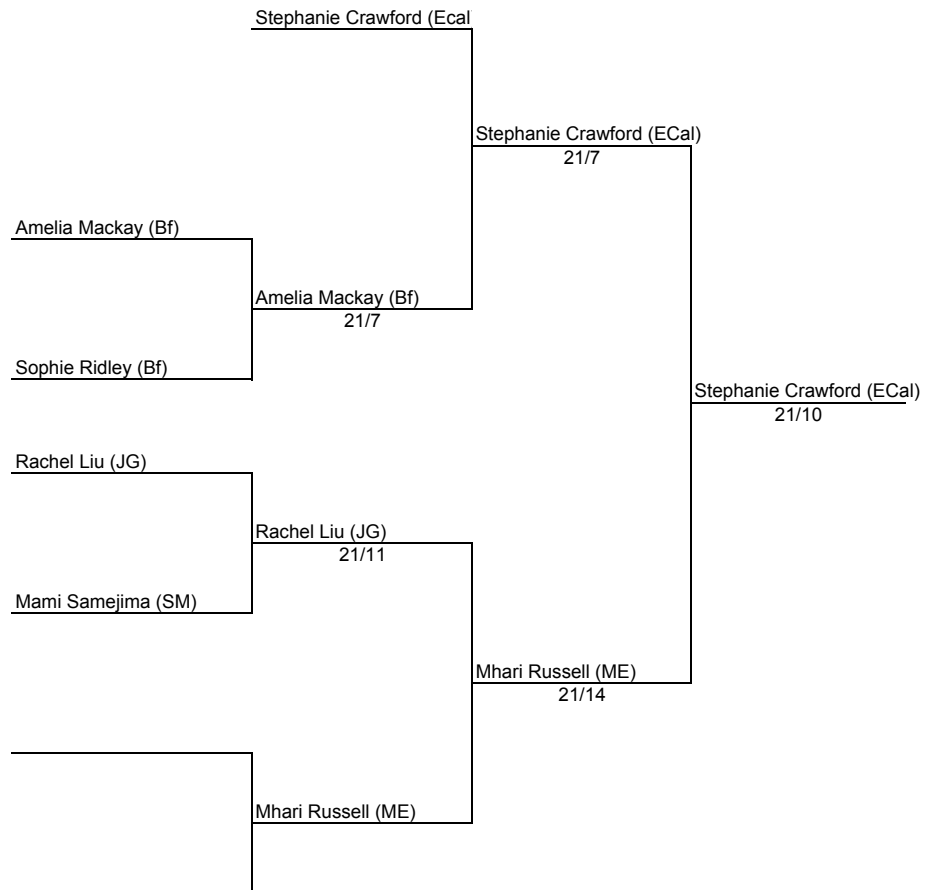 Stephanie Crawford (Ecal
Stephanie Crawford (ECal)
21/7
Amelia Mackay (Bf)
Amelia Mackay (Bf)
21/7
Sophie Ridley (Bf)
Stephanie Crawford (ECal)
21/10
Rachel Liu (JG)
Rachel Liu (JG)
21/11
Mami Samejima (SM)
Mhari Russell (ME)
21/14
Mhari Russell (ME)